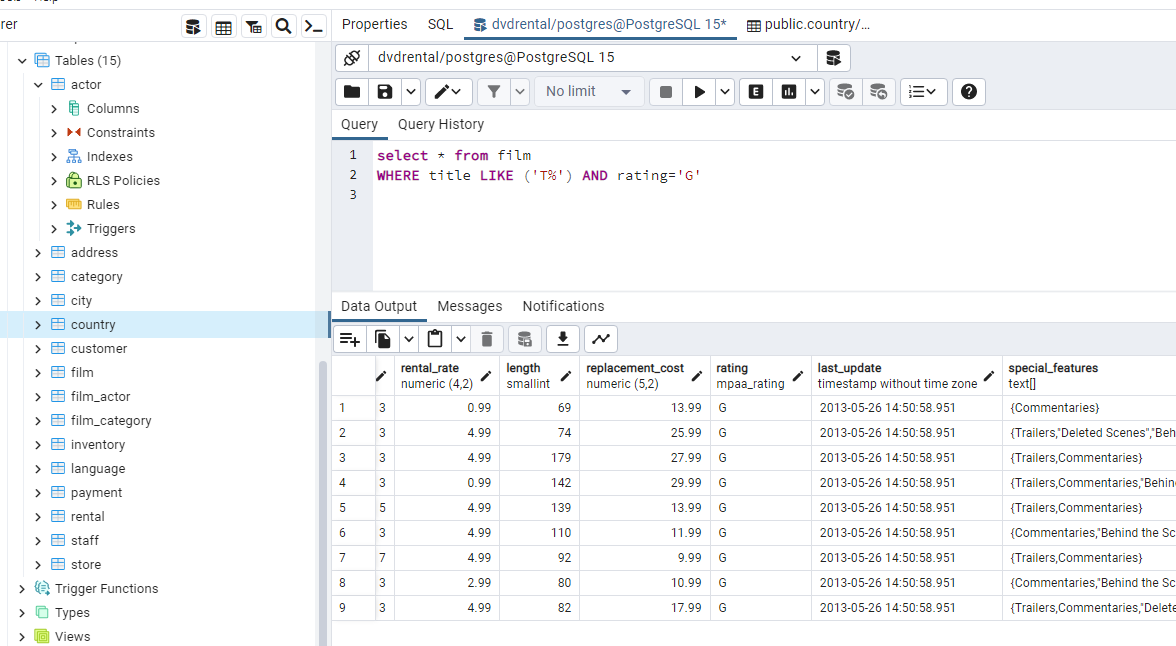 rer
Properties SQL dvdrental/postgres@PostgreSQL 15* public.country/...
Tables (15)
actor
Columns
Constraints
Indexes
RLS Policies
Rules
Triggers
address
category
city
country
customer
film
film_actor
film_category
inventory
language
payment
rental
staff
store
Trigger Functions
Types
Views
dvdrental/postgres@PostgreSQL 15
No limit E
Query Query History
1 select * from film
2 WHERE title LIKE ('T%') AND rating='G'
3
Data Output Messages Notifications
rental_rate length replacement_cost rating last_update special_features
numeric (4,2) smallint numeric (5,2) mpaa_rating timestamp without time zone text[]
1 3 0.99 69 13.99 G 2013-05-26 14:50:58.951 {Commentaries}
2 3 4.99 74 25.99 G 2013-05-26 14:50:58.951 {Trailers,"Deleted Scenes","Beh
3 3 4.99 179 27.99 G 2013-05-26 14:50:58.951 {Trailers,Commentaries}
4 3 0.99 142 29.99 G 2013-05-26 14:50:58.951 {Trailers,Commentaries,"Behin
5 5 4.99 139 13.99 G 2013-05-26 14:50:58.951 {Trailers,Commentaries}
6 3 4.99 110 11.99 G 2013-05-26 14:50:58.951 {Commentaries,"Behind the Sc
7 7 4.99 92 9.99 G 2013-05-26 14:50:58.951 {Trailers,Commentaries}
8 3 2.99 80 10.99 G 2013-05-26 14:50:58.951 {Commentaries,"Behind the Sc
9 3 4.99 82 17.99 G 2013-05-26 14:50:58.951 {Trailers,Commentaries,"Delete